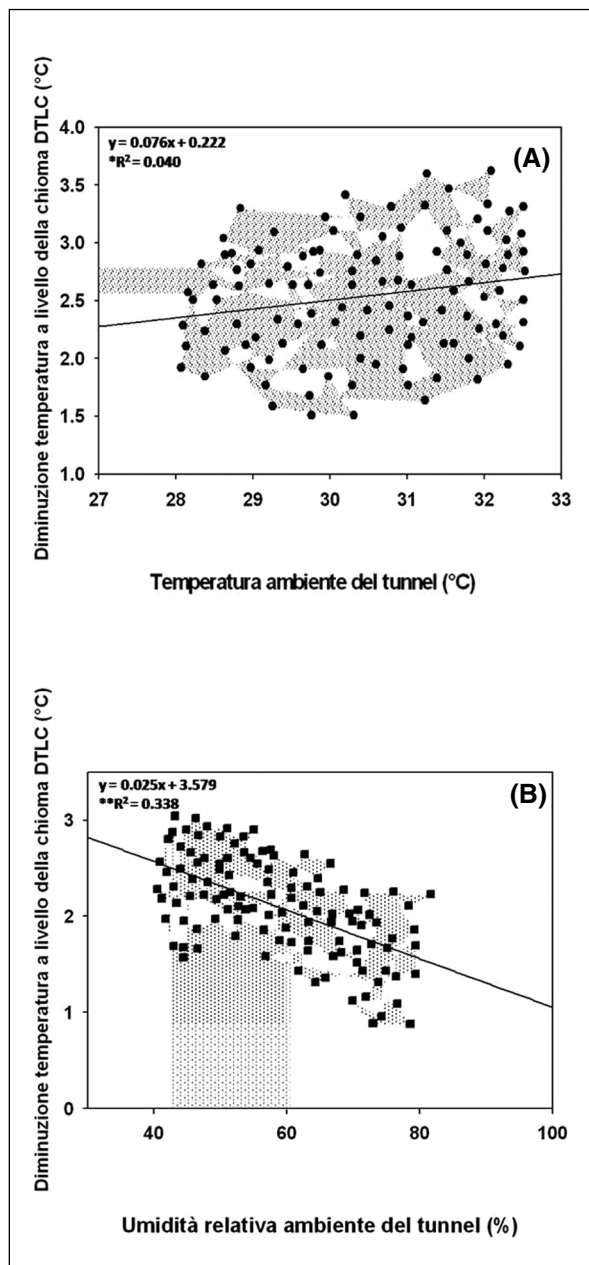 Diminuzione temperatura a livello della chioma DTLC (°C)
y = 0.076x + 0.222
*R² = 0.040
(A)
4.0
3.5
3.0
2.5
2.0
1.5
1.0
27 28 29 30 31 32 33
Temperatura ambiente del tunnel (°C)
Diminuzione temperatura a livello della chioma DTLC (°C)
y = 0.025x + 3.579
**R² = 0.338
(B)
3
2
1
0
40 60 80 100
Umidità relativa ambiente del tunnel (%)